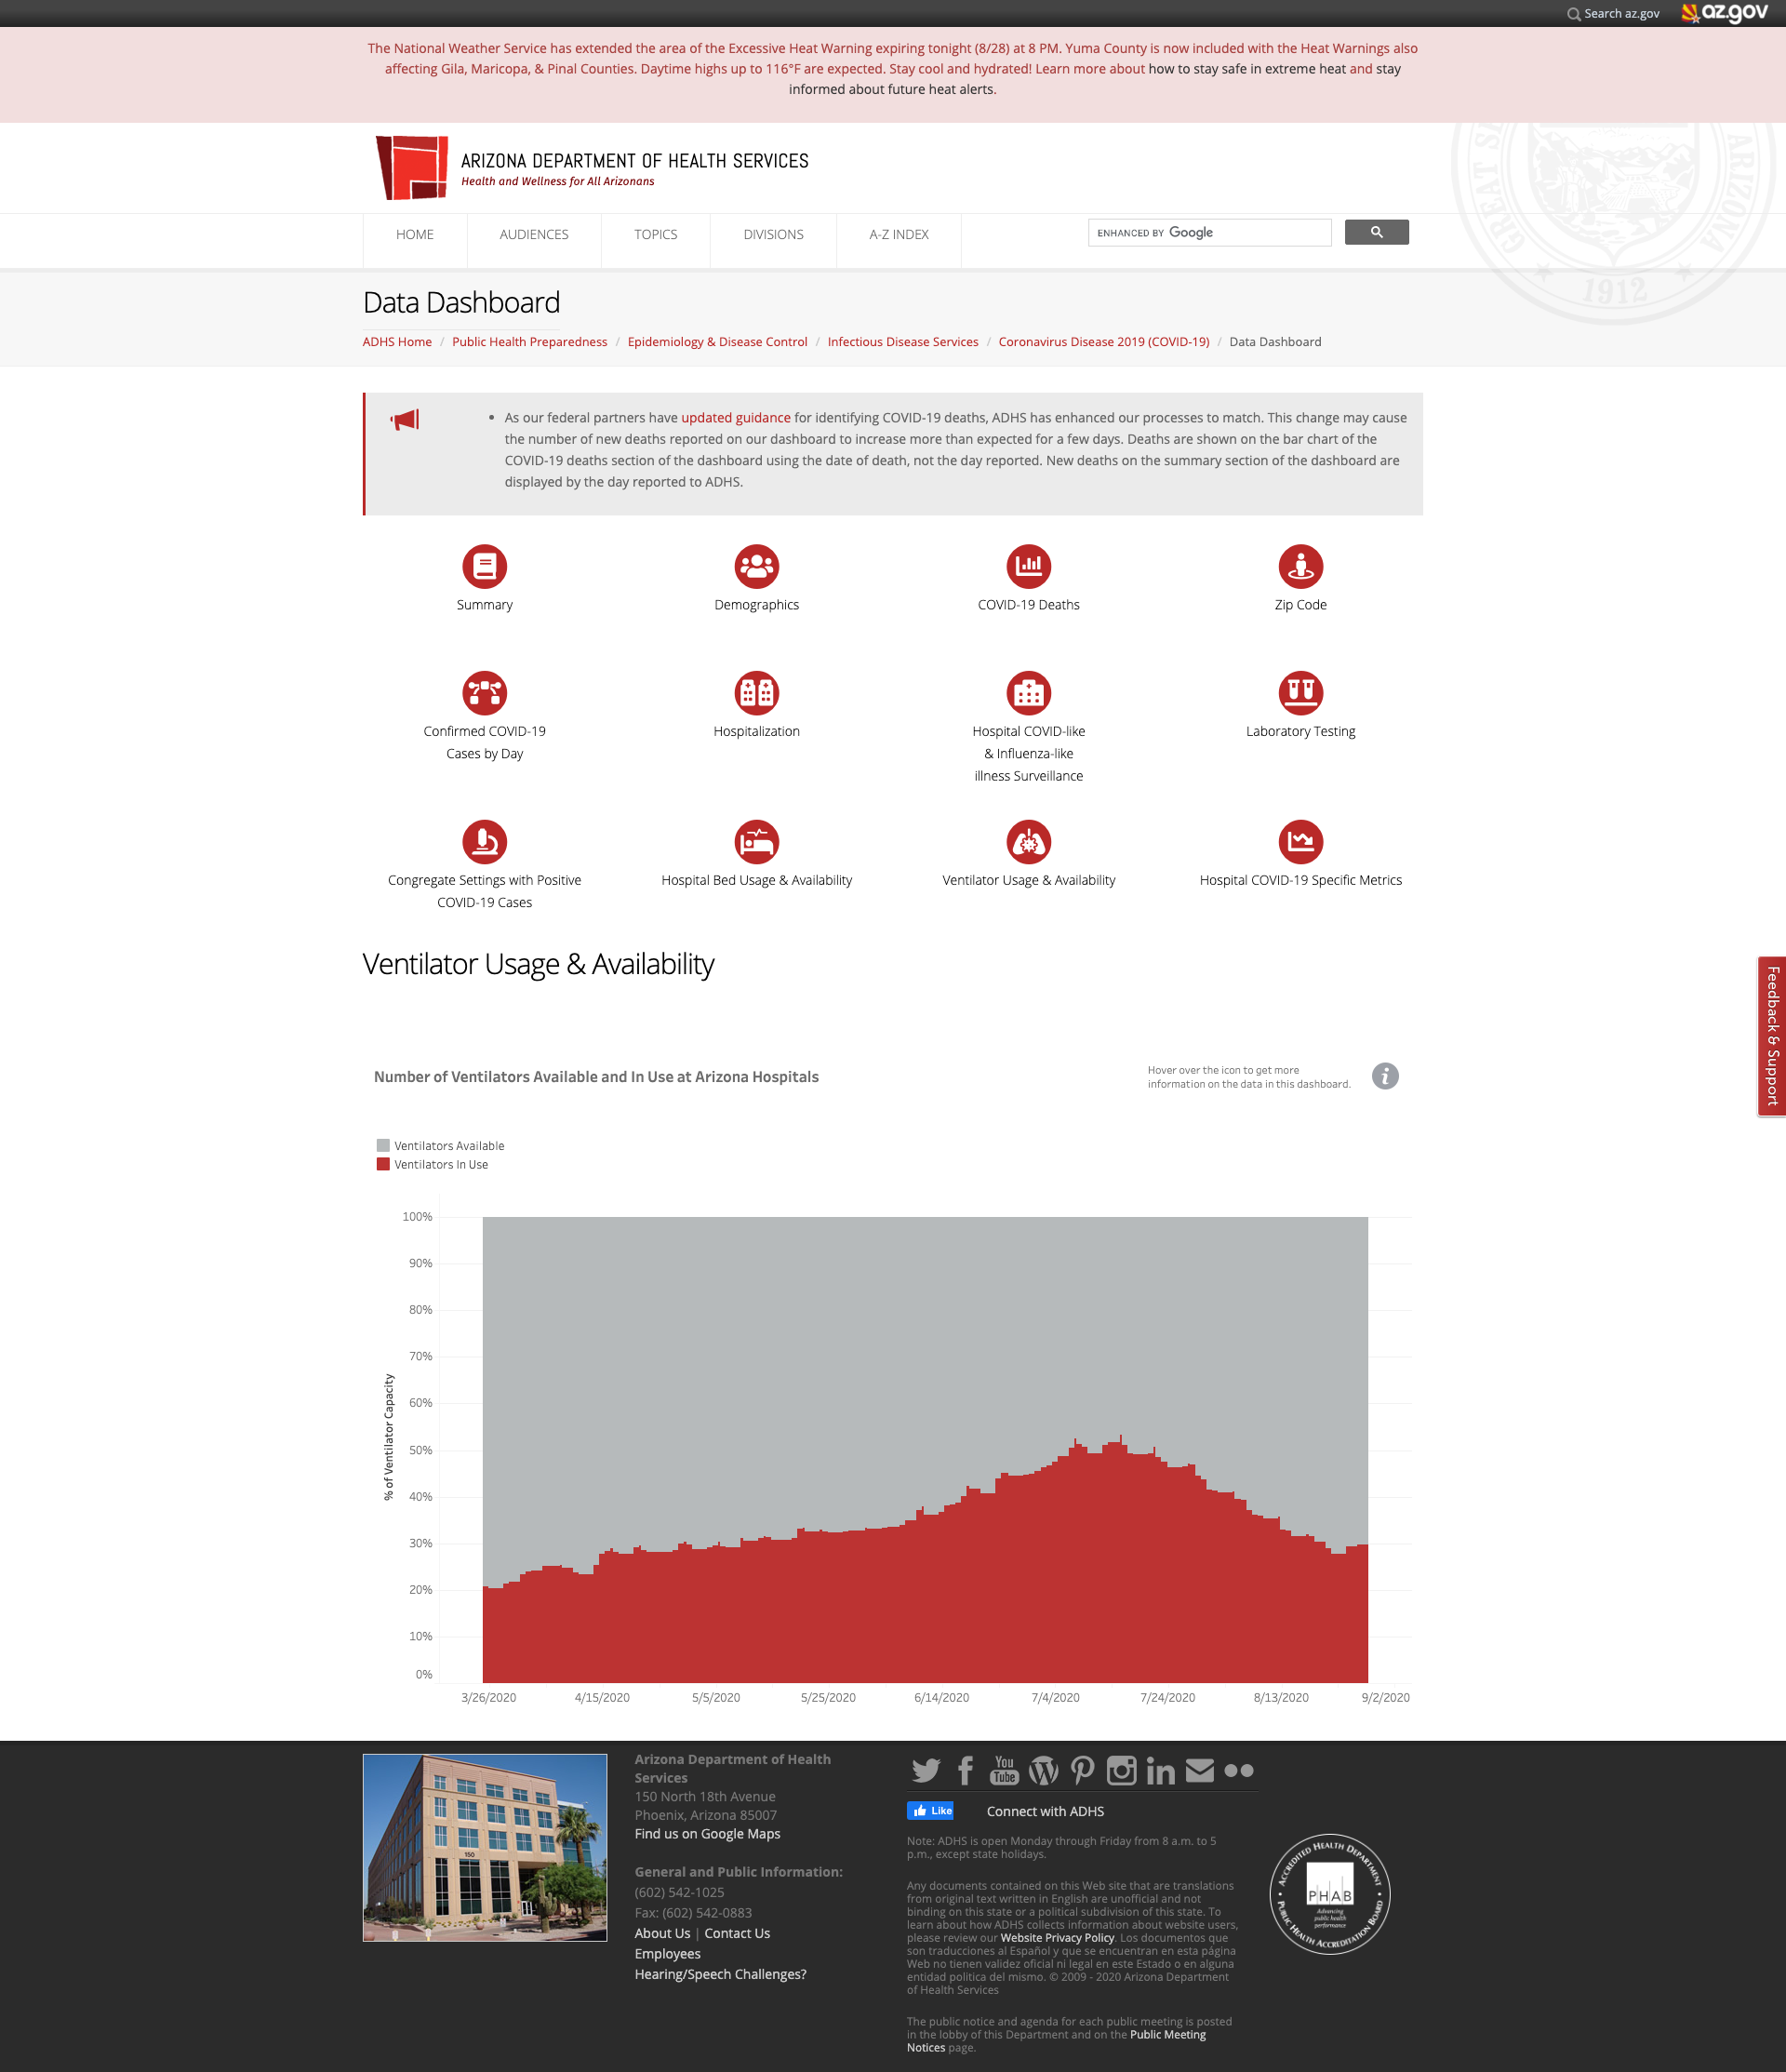 Search az.gov
az.gov
The National Weather Service has extended the area of the Excessive Heat Warning expiring tonight (8/28) at 8 PM. Yuma County is now included with the Heat Warnings also
affecting Gila, Maricopa, & Pinal Counties. Daytime highs up to 116°F are expected. Stay cool and hydrated! Learn more about how to stay safe in extreme heat and stay
informed about future heat alerts.
ARIZONA DEPARTMENT OF HEALTH SERVICES
Health and Wellness for All Arizonans
GREAT
ARIZONA
1912
HOME
AUDIENCES
TOPICS
DIVISIONS
A-Z INDEX
ENHANCED BY Google
Data Dashboard
ADHS Home / Public Health Preparedness / Epidemiology & Disease Control / Infectious Disease Services / Coronavirus Disease 2019 (COVID-19) / Data Dashboard
• As our federal partners have updated guidance for identifying COVID-19 deaths, ADHS has enhanced our processes to match. This change may cause
the number of new deaths reported on our dashboard to increase more than expected for a few days. Deaths are shown on the bar chart of the
COVID-19 deaths section of the dashboard using the date of death, not the day reported. New deaths on the summary section of the dashboard are
displayed by the day reported to ADHS.
Summary
Demographics
COVID-19 Deaths
Zip Code
Confirmed COVID-19
Cases by Day
Hospitalization
Hospital COVID-like
& Influenza-like
illness Surveillance
Laboratory Testing
Congregate Settings with Positive
COVID-19 Cases
Hospital Bed Usage & Availability
Ventilator Usage & Availability
Hospital COVID-19 Specific Metrics
Ventilator Usage & Availability
Feedback & Support
Number of Ventilators Available and In Use at Arizona Hospitals
Hover over the icon to get more
information on the data in this dashboard.
i
Ventilators Available
Ventilators In Use
% of Ventilator Capacity
100%
90%
80%
70%
60%
50%
40%
30%
20%
10%
0%
3/26/2020
4/15/2020
5/5/2020
5/25/2020
6/14/2020
7/4/2020
7/24/2020
8/13/2020
9/2/2020
150
Arizona Department of Health
Services
150 North 18th Avenue
Phoenix, Arizona 85007
Find us on Google Maps
General and Public Information:
(602) 542-1025
Fax: (602) 542-0883
About Us | Contact Us
Employees
Hearing/Speech Challenges?
You Tube
Like
Connect with ADHS
Note: ADHS is open Monday through Friday from 8 a.m. to 5
p.m., except state holidays.
Any documents contained on this Web site that are translations
from original text written in English are unofficial and not
binding on this state or a political subdivision of this state. To
learn about how ADHS collects information about website users,
please review our Website Privacy Policy. Los documentos que
son traducciones al Español y que se encuentran en esta página
Web no tienen validez oficial ni legal en este Estado o en alguna
entidad politica del mismo. © 2009 - 2020 Arizona Department
of Health Services
The public notice and agenda for each public meeting is posted
in the lobby of this Department and on the Public Meeting
Notices page.
ACCREDITED HEALTH DEPARTMENT
PHAB
Advancing
public health
performance
PUBLIC HEALTH ACCREDITATION BOARD